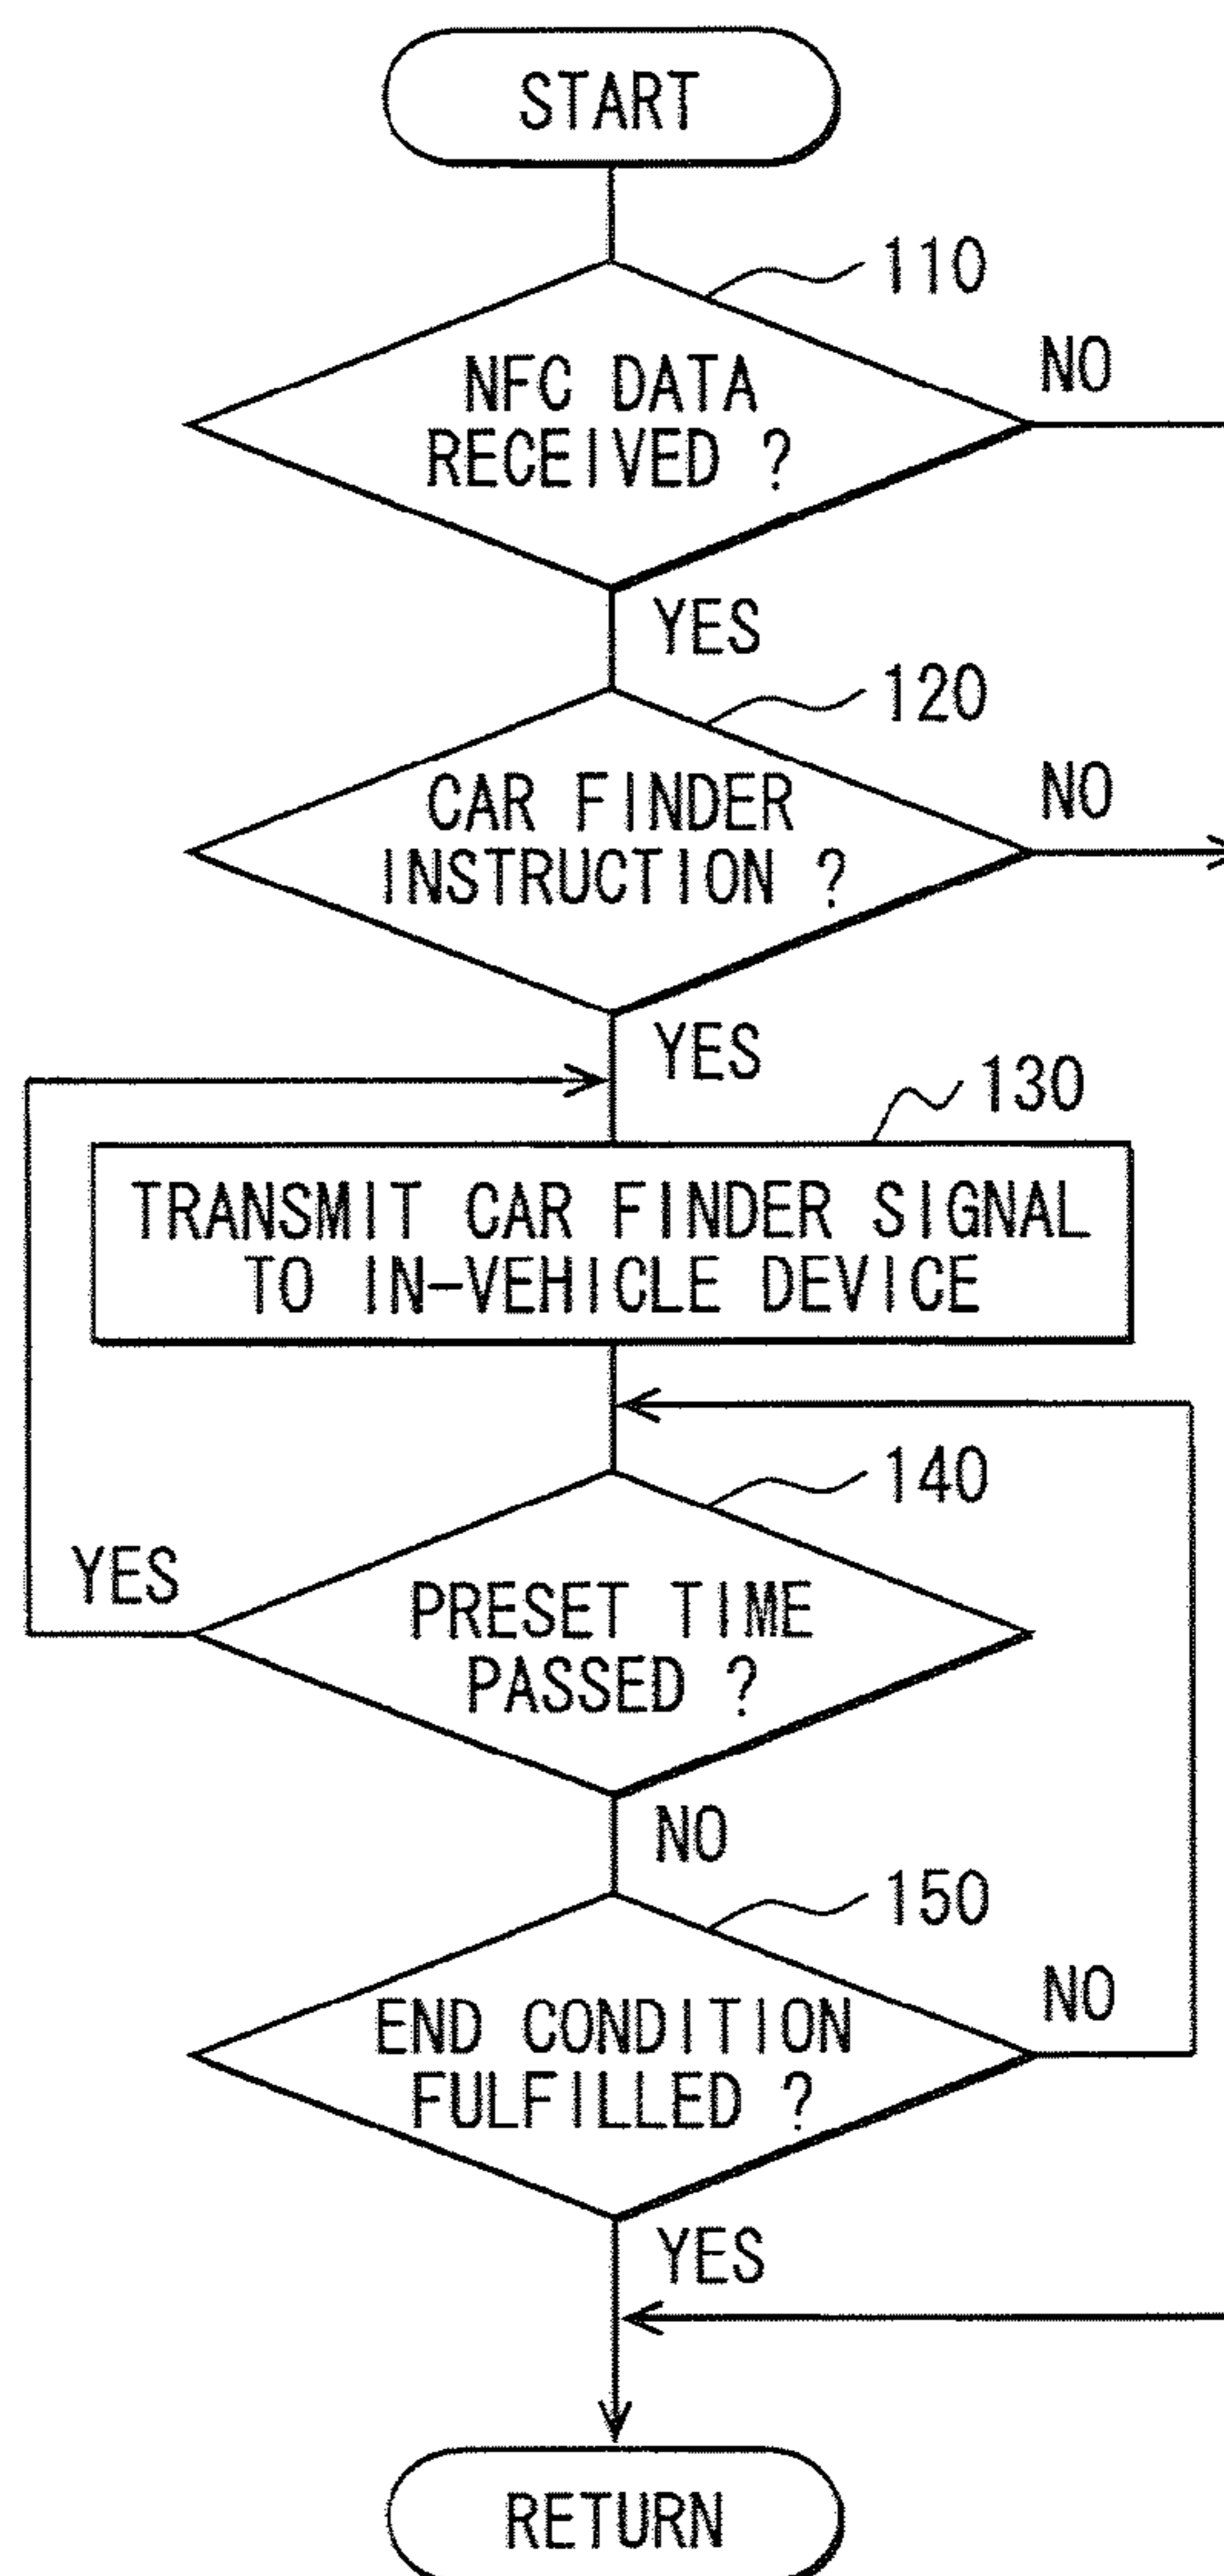 START
110
NFC DATA
RECEIVED ?
NO
YES
120
CAR FINDER
INSTRUCTION ?
NO
YES
130
TRANSMIT CAR FINDER SIGNAL
TO IN-VEHICLE DEVICE
140
YES
PRESET TIME
PASSED ?
NO
150
END CONDITION
FULFILLED ?
NO
YES
RETURN